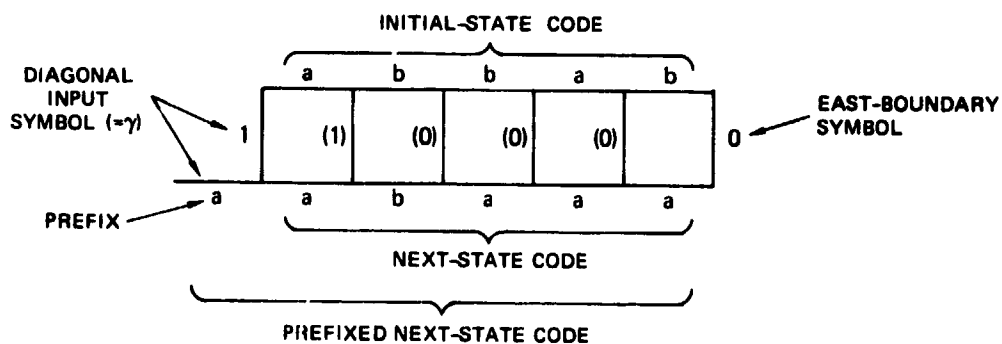 INITIAL-STATE CODE
a b b a b
DIAGONAL
INPUT
SYMBOL (=γ)
1 (1) (0) (0) (0) 0
EAST-BOUNDARY
SYMBOL
a a b a a a
PREFIX
NEXT-STATE CODE
PREFIXED NEXT-STATE CODE